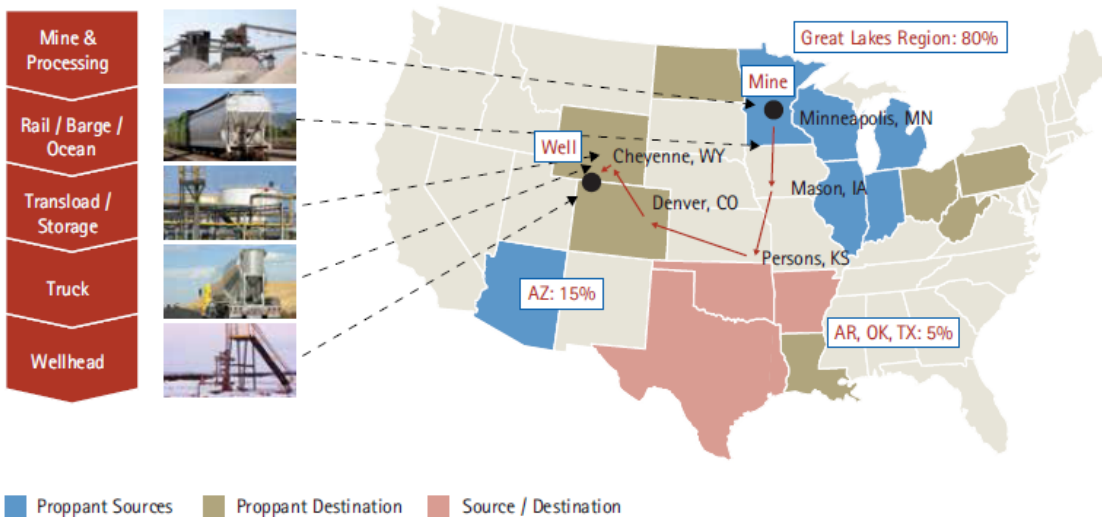 Mine &
Processing
Rail / Barge /
Ocean
Transload /
Storage
Truck
Wellhead
Great Lakes Region: 80%
Mine
Minneapolis, MN
Well
Cheyenne, WY
Mason, IA
Denver, CO
Persons, KS
AZ: 15%
AR, OK, TX: 5%
Proppant Sources
Proppant Destination
Source / Destination